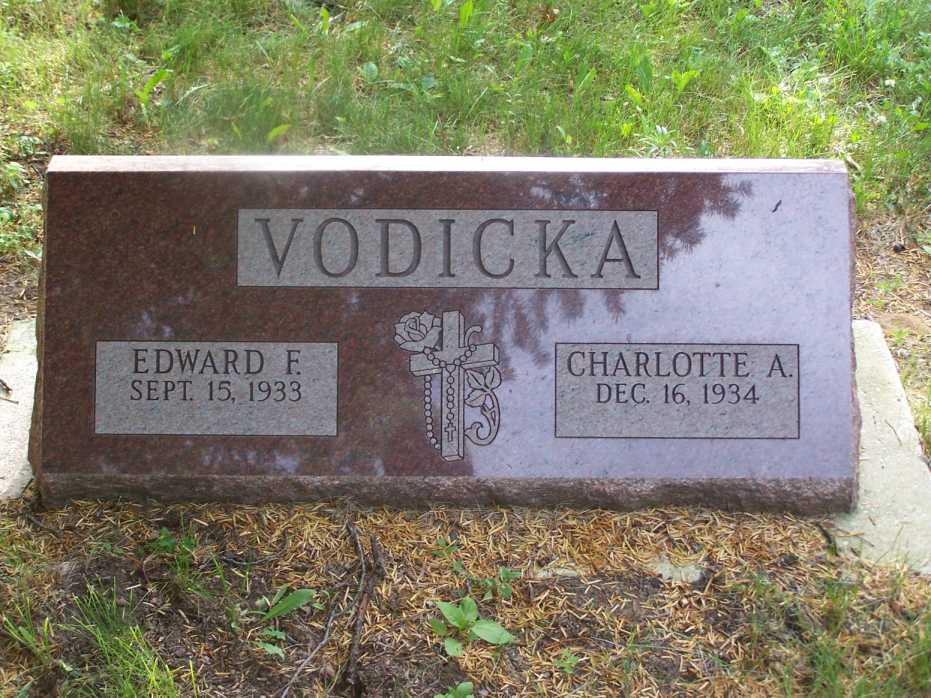 VODICKA
EDWARD F.
SEPT. 15, 1933
CHARLOTTE A.
DEC. 16, 1934